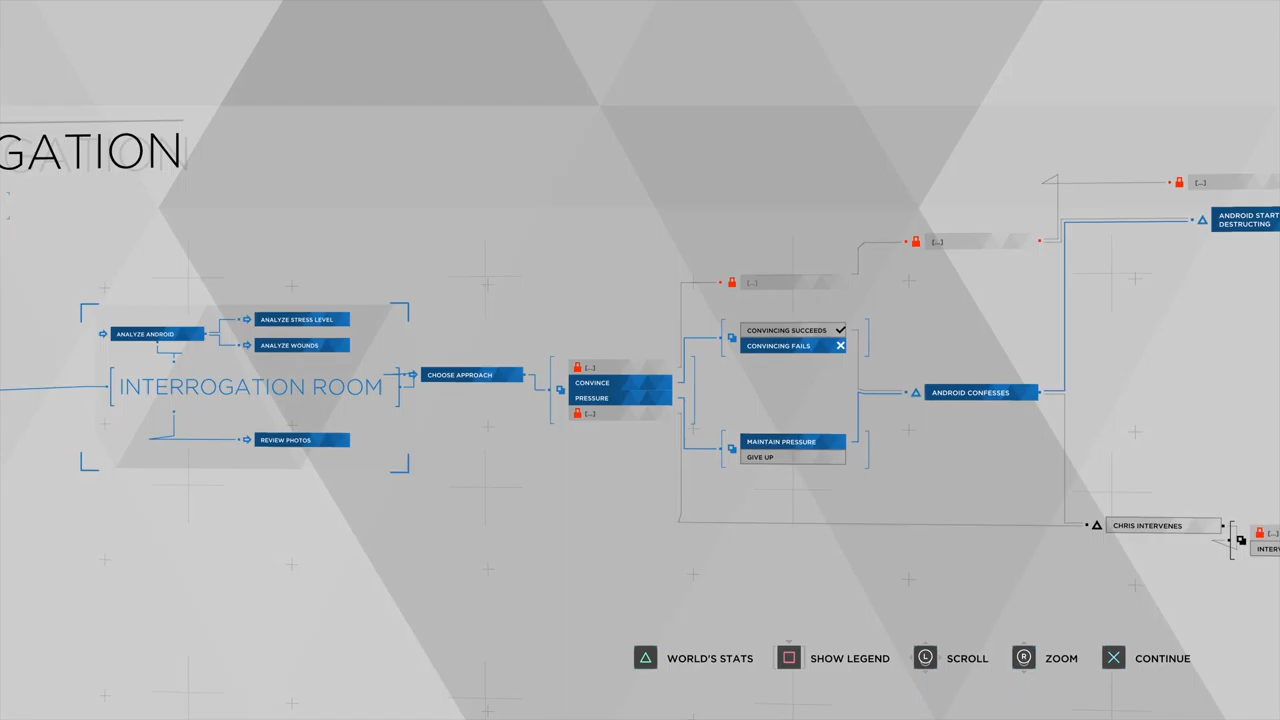 GATION
[...]
ANDROID START
DESTRUCTING
[...]
[...]
ANALYZE ANDROID
ANALYZE STRESS LEVEL
ANALYZE WOUNDS
INTERROGATION ROOM
REVIEW PHOTOS
CHOOSE APPROACH
[...]
CONVINCE
PRESSURE
[...]
CONVINCING SUCCEEDS
CONVINCING FAILS
MAINTAIN PRESSURE
GIVE UP
ANDROID CONFESSES
CHRIS INTERVENES
[...]
INTERV
WORLD'S STATS
SHOW LEGEND
L
SCROLL
R
ZOOM
CONTINUE